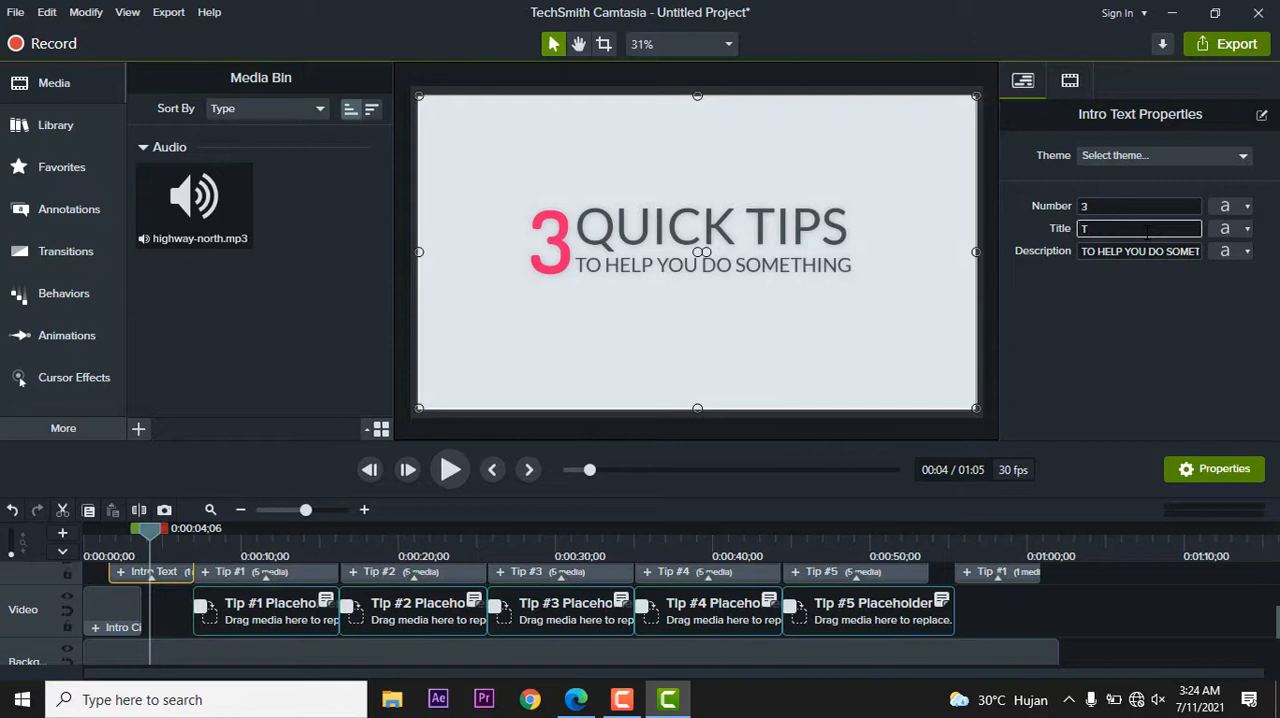 File Edit Modify View Export Help TechSmith Camtasia - Untitled Project* Sign In
Record 31% Export
Media
Library
Favorites
Annotations
Transitions
Behaviors
Animations
Cursor Effects
More
Media Bin
Sort By Type
Audio
highway-north.mp3
3 QUICK TIPS
TO HELP YOU DO SOMETHING
Intro Text Properties
Theme Select theme...
Number 3 a
Title T a
Description TO HELP YOU DO SOMET a
00:04 / 01:05 30 fps
Properties
0:00:04;06
0:00:00;00 0:00:10;00 0:00:20;00 0:00:30;00 0:00:40;00 0:00:50;00 0:01:00;00 0:01:10;00
+ Intro Text (1 + Tip #1 (5 media) + Tip #2 (5 media) + Tip #3 (5 media) + Tip #4 (5 media) + Tip #5 (5 media) + Tip #1 (1 medi
Video
+ Intro Cl
Tip #1 Placeho Tip #2 Placeho Tip #3 Placeho Tip #4 Placeho Tip #5 Placeholder
Drag media here to rep Drag media here to rep Drag media here to rep Drag media here to rep Drag media here to replace.
Backg
Type here to search
Ae Pr C
30°C Hujan
3:24 AM
7/11/2021